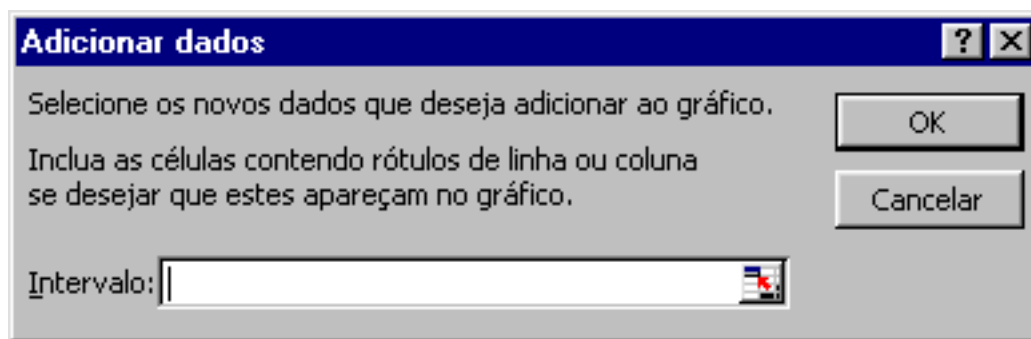 Adicionar dados
Selecione os novos dados que deseja adicionar ao gráfico.
OK
Inclua as células contendo rótulos de linha ou coluna
se desejar que estes apareçam no gráfico.
Cancelar
Intervalo: